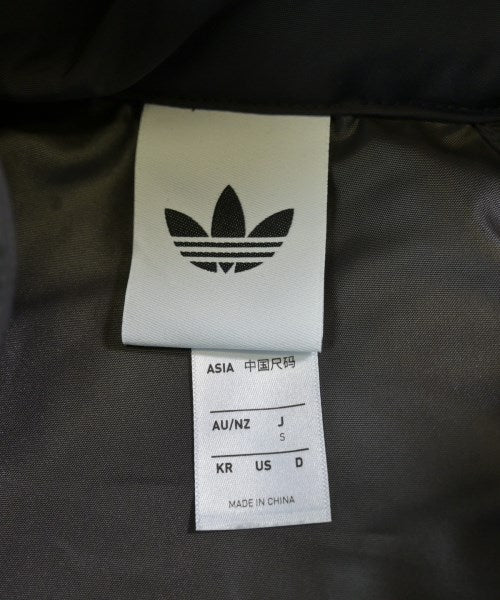 ASIA 中国尺码
AU/NZ J
S
KR US D
MADE IN CHINA